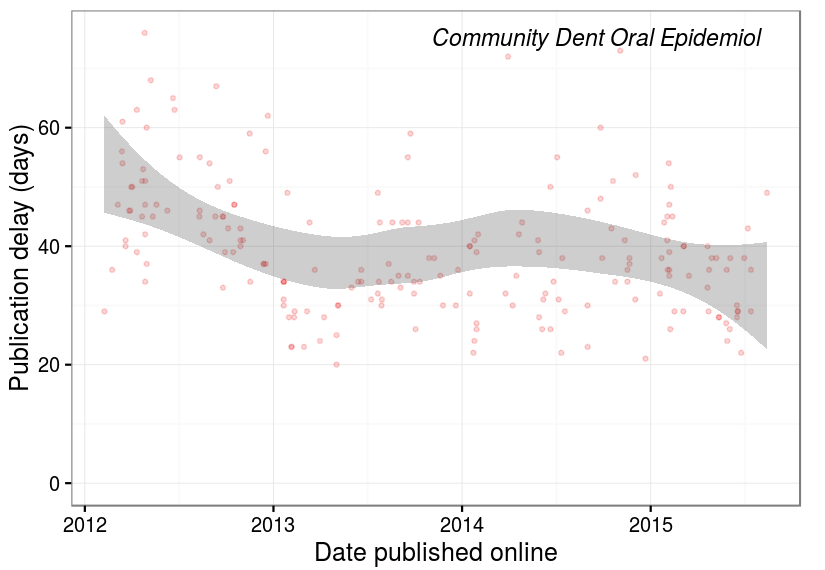 Community Dent Oral Epidemiol
Publication delay (days)
60
40
20
0
2012 2013 2014 2015
Date published online